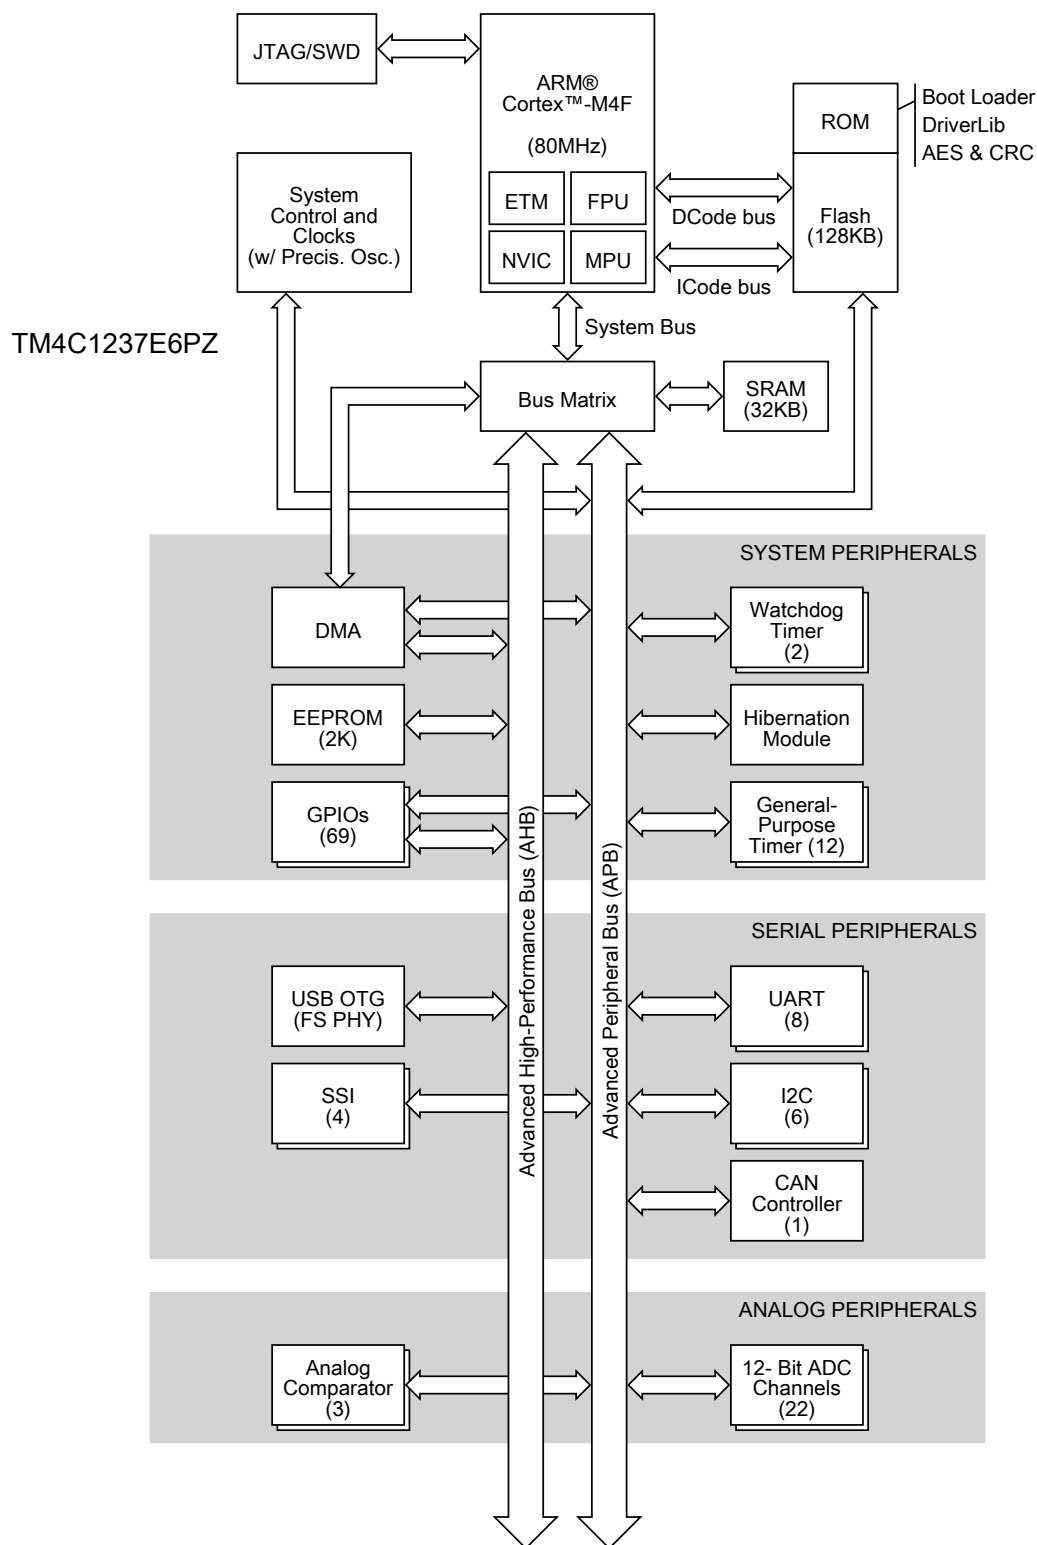 JTAG/SWD
ARM®
Cortex™-M4F
(80MHz)
ETM
FPU
NVIC
MPU
ROM
Boot Loader
DriverLib
AES & CRC
Flash
(128KB)
DCode bus
ICode bus
System
Control and
Clocks
(w/ Precis. Osc.)
TM4C1237E6PZ
System Bus
Bus Matrix
SRAM
(32KB)
SYSTEM PERIPHERALS
DMA
Watchdog
Timer
(2)
EEPROM
(2K)
Hibernation
Module
GPIOs
(69)
General-
Purpose
Timer (12)
Advanced High-Performance Bus (AHB)
Advanced Peripheral Bus (APB)
SERIAL PERIPHERALS
USB OTG
(FS PHY)
UART
(8)
SSI
(4)
I2C
(6)
CAN
Controller
(1)
ANALOG PERIPHERALS
Analog
Comparator
(3)
12- Bit ADC
Channels
(22)